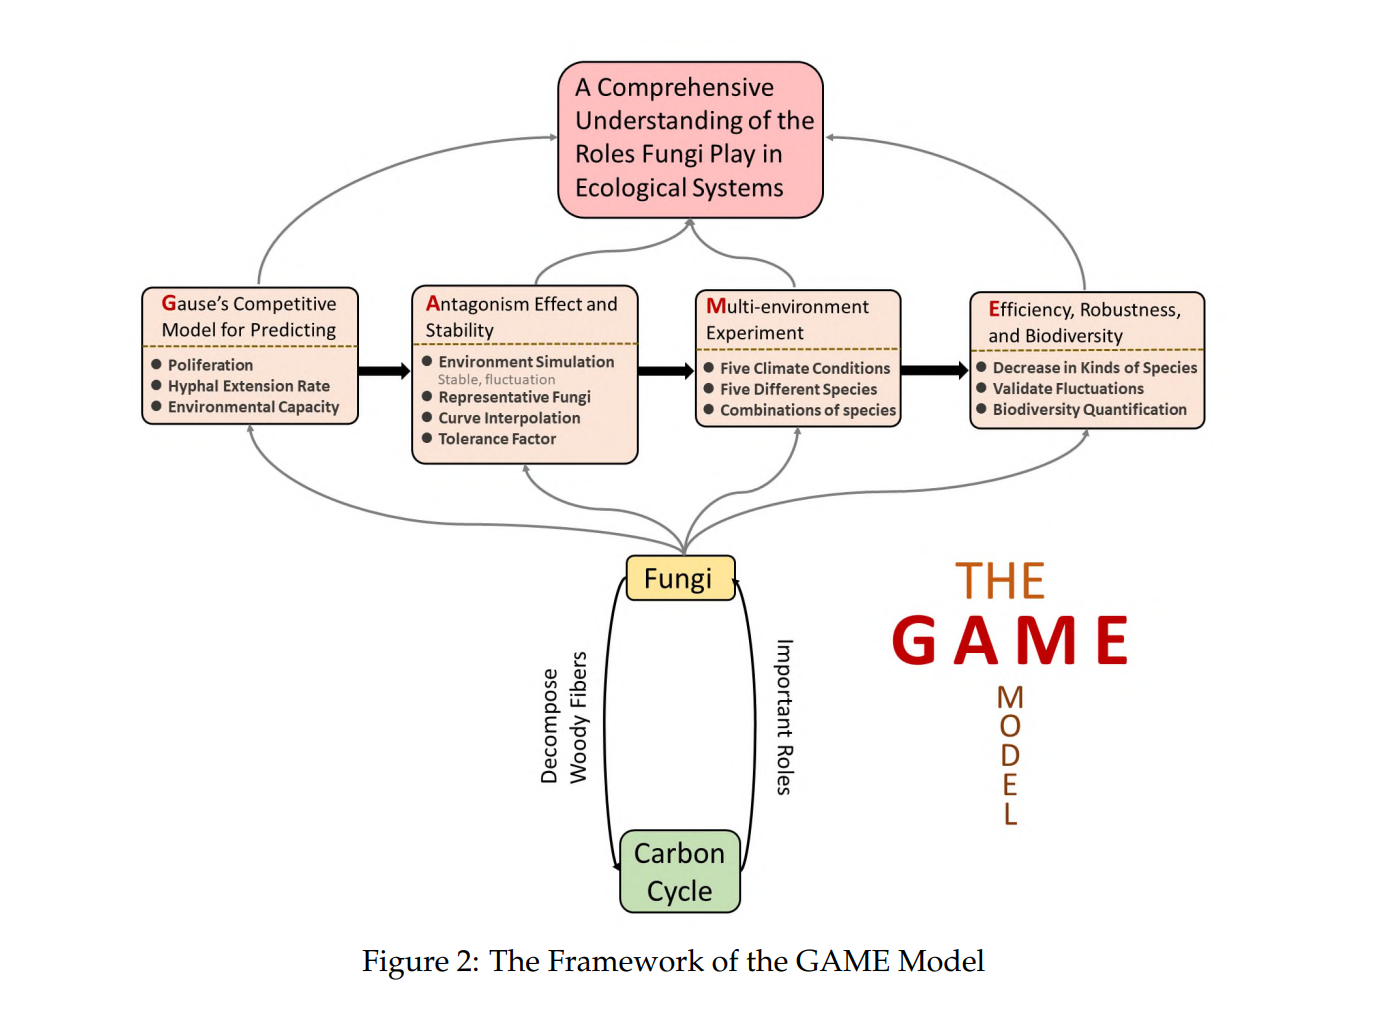 A Comprehensive
Understanding of the
Roles Fungi Play in
Ecological Systems
Gause's Competitive
Model for Predicting
● Poliferation
● Hyphal Extension Rate
● Environmental Capacity
Antagonism Effect and
Stability
● Environment Simulation
Stable, fluctuation
● Representative Fungi
● Curve Interpolation
● Tolerance Factor
Multi-environment
Experiment
● Five Climate Conditions
● Five Different Species
● Combinations of species
Efficiency, Robustness,
and Biodiversity
● Decrease in Kinds of Species
● Validate Fluctuations
● Biodiversity Quantification
Fungi
Decompose
Woody Fibers
Important Roles
Carbon
Cycle
THE
GAME
MODEL
Figure 2: The Framework of the GAME Model